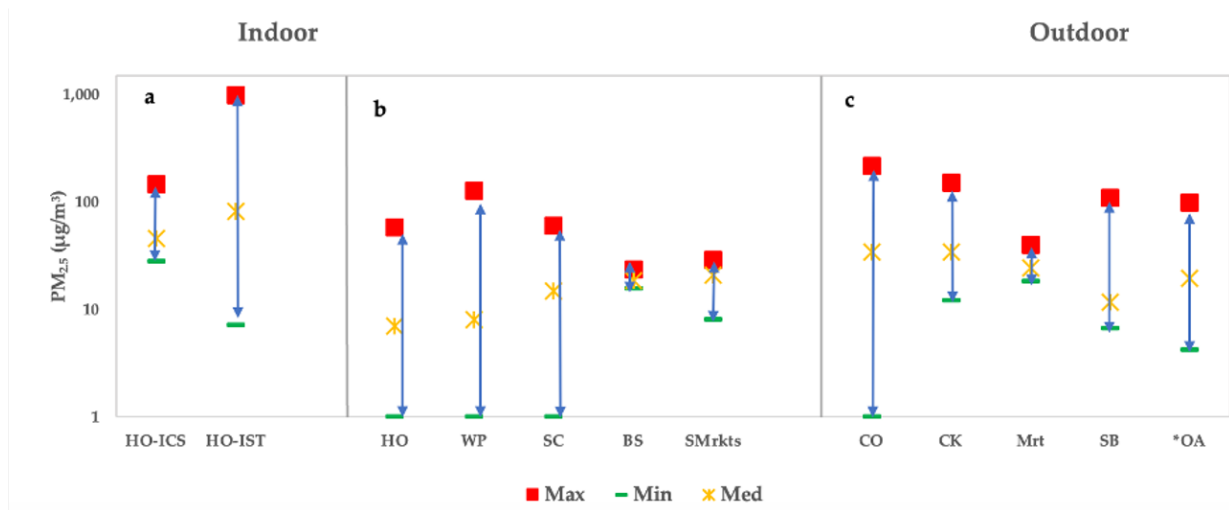 Indoor Outdoor
a b c
1,000
100
10
1
PM2.5 (µg/m³)
HO-ICS HO-IST HO WP SC BS SMrkts CO CK Mrt SB *OA
Max Min Med